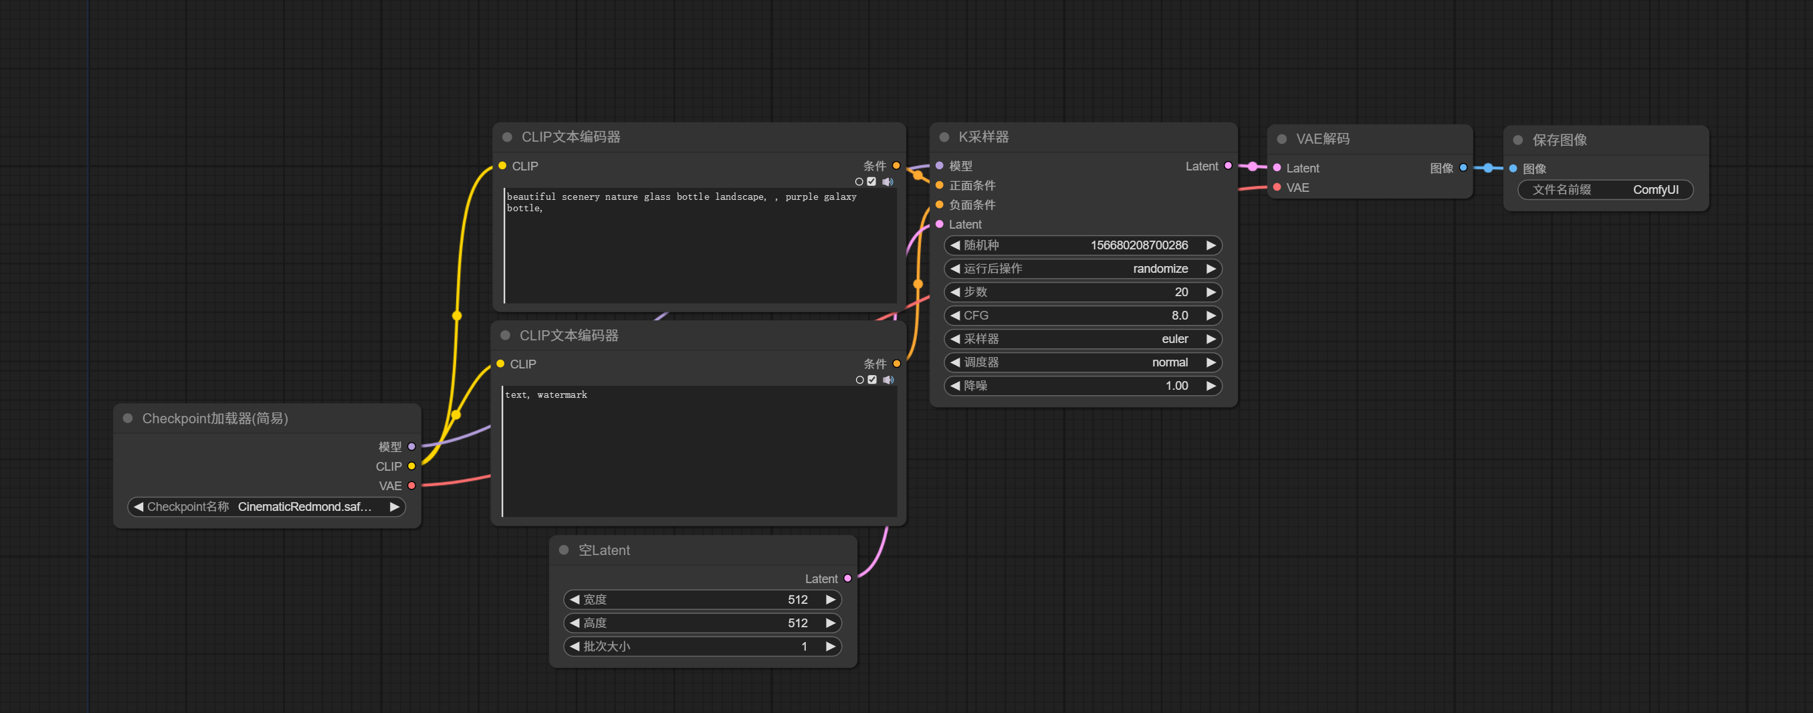 CLIP文本编码器
CLIP
条件
beautiful scenery nature glass bottle landscape, , purple galaxy
bottle,
CLIP文本编码器
CLIP
条件
text, watermark
Checkpoint加载器(简易)
模型
CLIP
VAE
Checkpoint名称 CinematicRedmond.saf...
空Latent
Latent
宽度 512
高度 512
批次大小 1
K采样器
模型
Latent
正面条件
负面条件
Latent
随机种 156680208700286
运行后操作 randomize
步数 20
CFG 8.0
采样器 euler
调度器 normal
降噪 1.00
VAE解码
Latent
图像
VAE
保存图像
图像
文件名前缀 ComfyUI